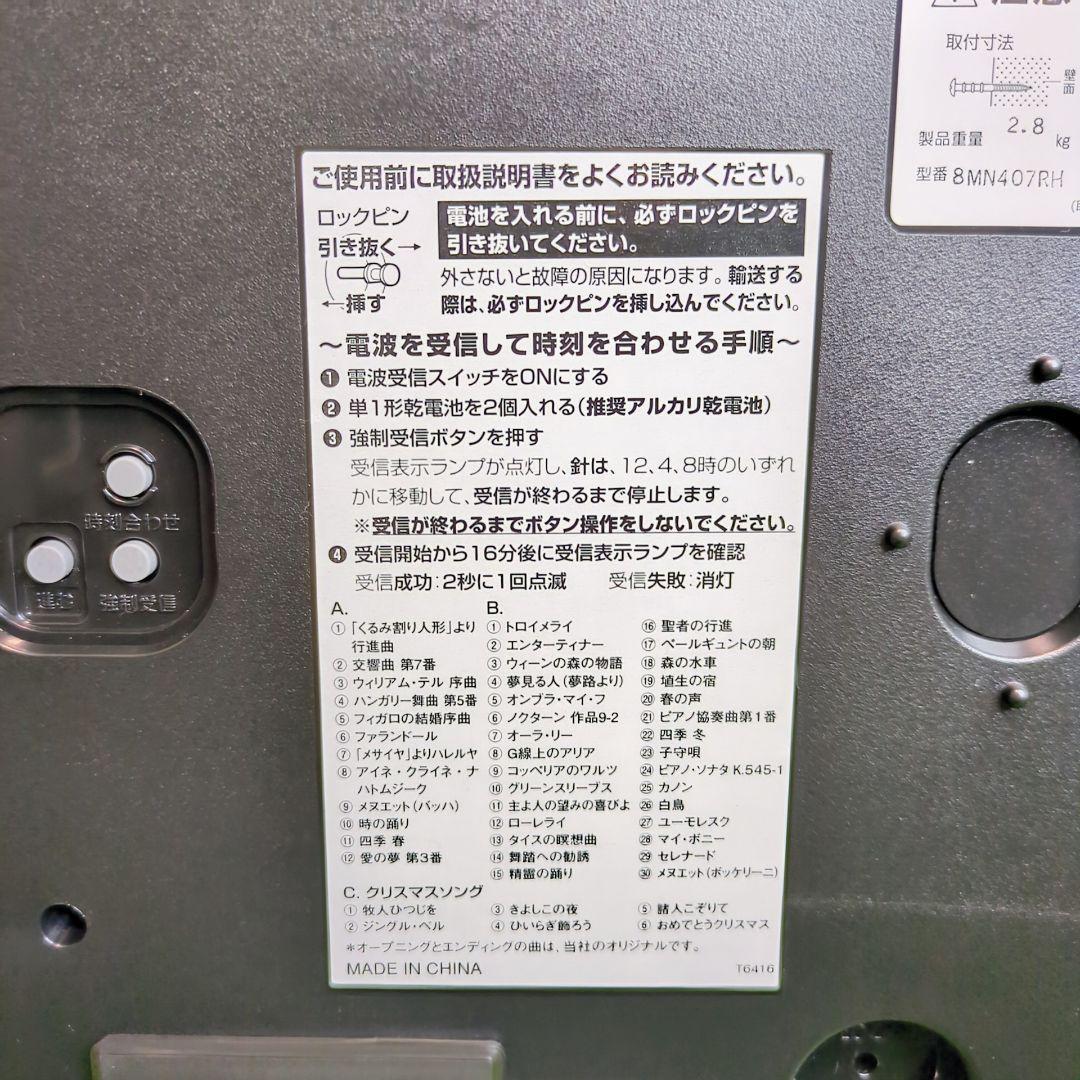 取付寸法
壁面
製品重量 2.8 kg
型番 8MN407RH
ご使用前に取扱説明書をよくお読みください。
ロックピン
引き抜く→
←挿す
電池を入れる前に、必ずロックピンを
引き抜いてください。
外さないと故障の原因になります。輸送する
際は、必ずロックピンを挿し込んでください。
～電波を受信して時刻を合わせる手順～
❶ 電波受信スイッチをONにする
❷ 単1形乾電池を2個入れる(推奨アルカリ乾電池)
❸ 強制受信ボタンを押す
受信表示ランプが点灯し、針は、12、4、8時のいずれ
かに移動して、受信が終わるまで停止します。
※受信が終わるまでボタン操作をしないでください。
❹ 受信開始から16分後に受信表示ランプを確認
受信成功:2秒に1回点滅 受信失敗:消灯
A.
① 「くるみ割り人形」より
行進曲
② 交響曲 第7番
③ ウィリアム・テル 序曲
④ ハンガリー舞曲 第5番
⑤ フィガロの結婚序曲
⑥ ファランドール
⑦ 「メサイヤ」よりハレルヤ
⑧ アイネ・クライネ・ナ
ハトムジーク
⑨ メヌエット(バッハ)
⑩ 時の踊り
⑪ 四季 春
⑫ 愛の夢 第3番
B.
① トロイメライ
② エンターティナー
③ ウィーンの森の物語
④ 夢見る人(夢路より)
⑤ オンブラ・マイ・フ
⑥ ノクターン 作品9-2
⑦ オーラ・リー
⑧ G線上のアリア
⑨ コッペリアのワルツ
⑩ グリーンスリーブス
⑪ 主よ人の望みの喜びよ
⑫ ローレライ
⑬ タイスの瞑想曲
⑭ 舞踏への勧誘
⑮ 精霊の踊り
⑯ 聖者の行進
⑰ ペールギュントの朝
⑱ 森の水車
⑲ 埴生の宿
⑳ 春の声
㉑ ピアノ協奏曲第1番
㉒ 四季 冬
㉓ 子守唄
㉔ ピアノ・ソナタ K.545-1
㉕ カノン
㉖ 白鳥
㉗ ユーモレスク
㉘ マイ・ボニー
㉙ セレナード
㉚ メヌエット(ボッケリーニ)
C. クリスマスソング
① 牧人ひつじを
② ジングル・ベル
③ きよしこの夜
④ ひいらぎ飾ろう
⑤ 諸人こぞりて
⑥ おめでとうクリスマス
＊オープニングとエンディングの曲は、当社のオリジナルです。
MADE IN CHINA T6416
時刻合わせ
進む 強制受信